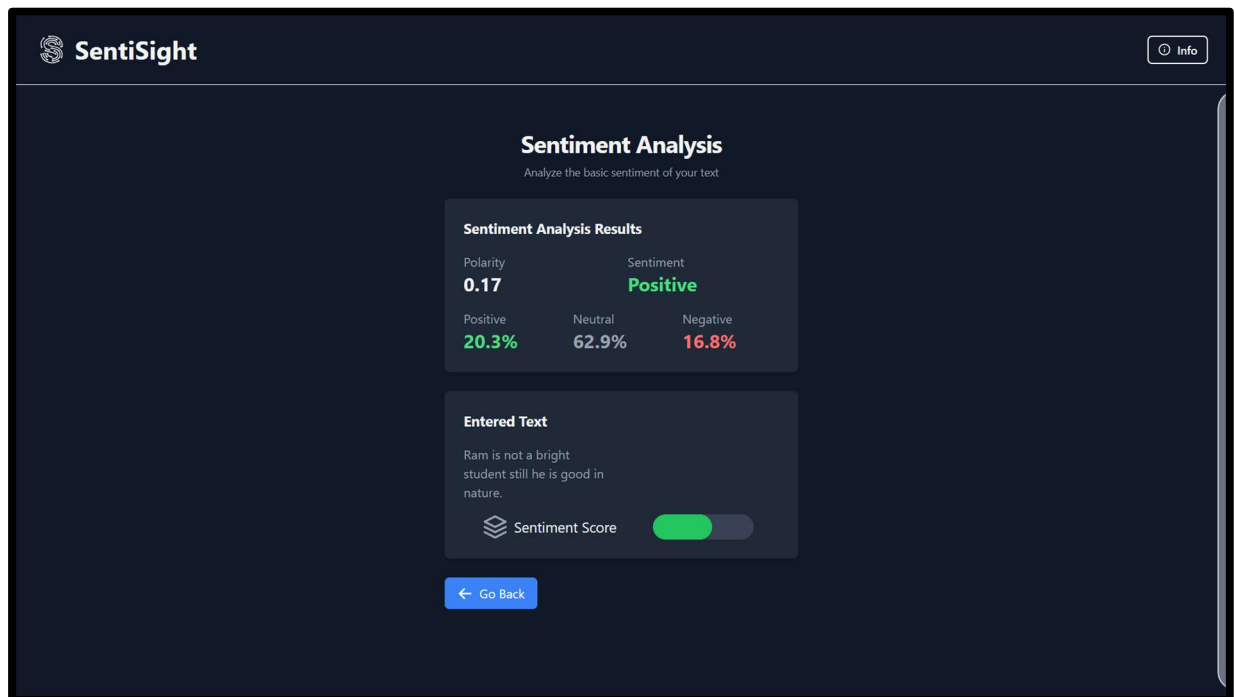 SentiSight
Info
Sentiment Analysis
Analyze the basic sentiment of your text
Sentiment Analysis Results
Polarity
Sentiment
0.17
Positive
Positive
Neutral
Negative
20.3%
62.9%
16.8%
Entered Text
Ram is not a bright
student still he is good in
nature.
Sentiment Score
Go Back